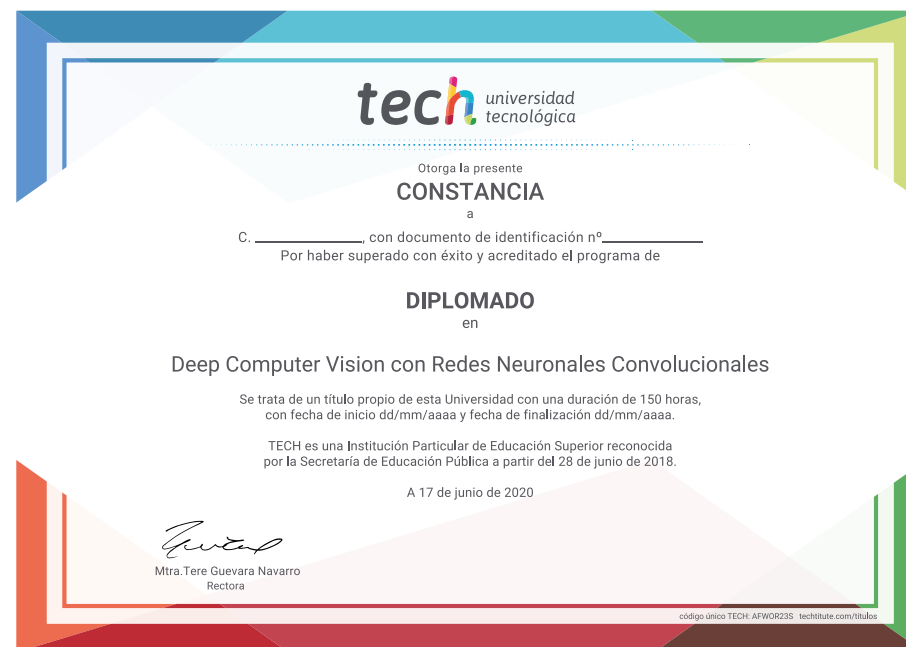 tech universidad
tecnológica
Otorga la presente
CONSTANCIA
a
C. ____________, con documento de identificación nº____________
Por haber superado con éxito y acreditado el programa de
DIPLOMADO
en
Deep Computer Vision con Redes Neuronales Convolucionales
Se trata de un título propio de esta Universidad con una duración de 150 horas,
con fecha de inicio dd/mm/aaaa y fecha de finalización dd/mm/aaaa.
TECH es una Institución Particular de Educación Superior reconocida
por la Secretaría de Educación Pública a partir del 28 de junio de 2018.
A 17 de junio de 2020
Mtra.Tere Guevara Navarro
Rectora
código único TECH: AFWOR23S techtitute.com/titulos